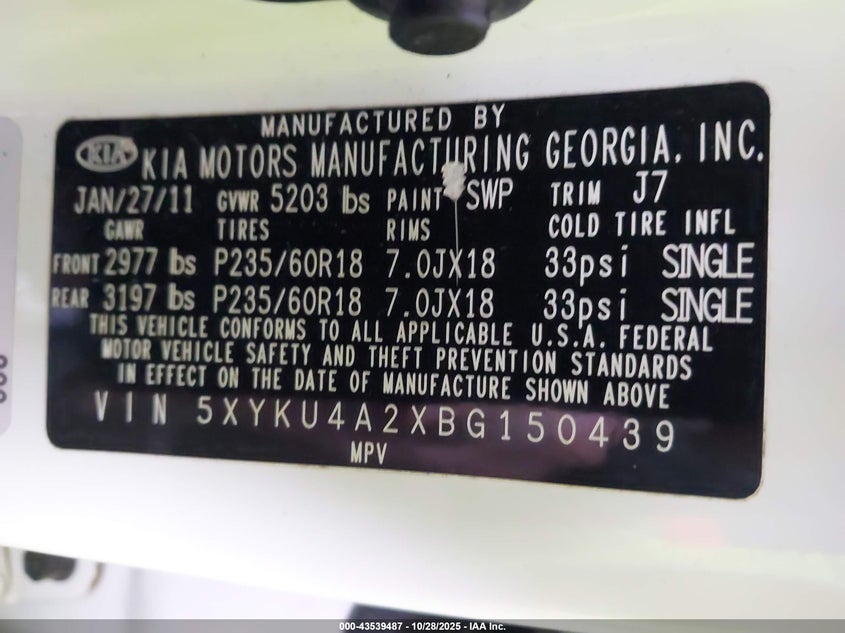 MANUFACTURED BY
KIA KIA MOTORS MANUFACTURING GEORGIA, INC.
JAN/27/11 GVWR 5203 lbs PAINT SWP TRIM J7
GAWR TIRES RIMS COLD TIRE INFL
FRONT 2977 lbs P235/60R18 7.0JX18 33psi SINGLE
REAR 3197 lbs P235/60R18 7.0JX18 33psi SINGLE
THIS VEHICLE CONFORMS TO ALL APPLICABLE U.S.A. FEDERAL
MOTOR VEHICLE SAFETY AND THEFT PREVENTION STANDARDS
IN EFFECT ON THE DATE OF MANUFACTURE SHOWN ABOVE
VIN 5XYKU4A2XBG150439
MPV
000-43539487 - 10/28/2025 - IAA Inc.